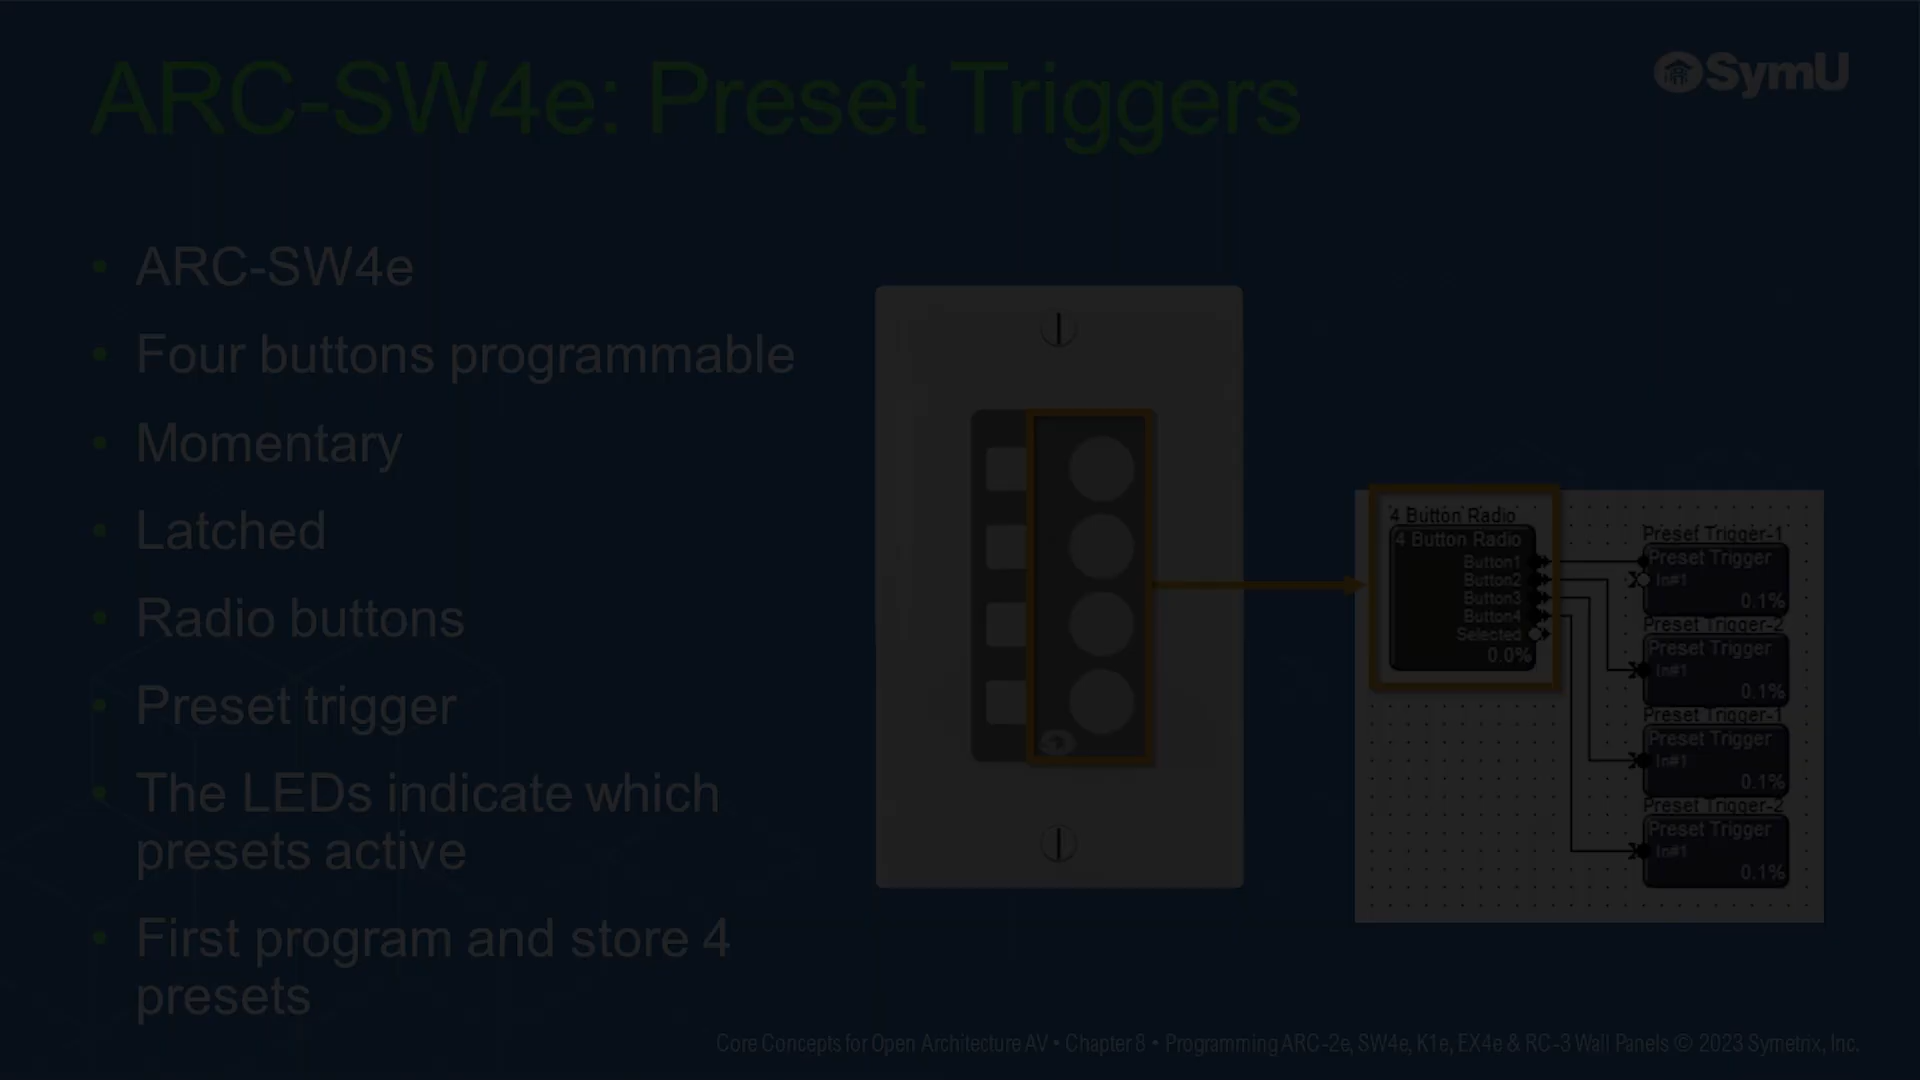 ARC-SW4e: Preset Triggers
SymU
• ARC-SW4e
• Four buttons programmable
• Momentary
• Latched
• Radio buttons
• Preset trigger
• The LEDs indicate which
presets active
• First program and store 4
presets
4 Button Radio
4 Button Radio
Button1
Button2
Button3
Button4
Selected
0.0%
Preset Trigger-1
Preset Trigger
In#1
0.1%
Preset Trigger-2
Preset Trigger
In#1
0.1%
Preset Trigger-1
Preset Trigger
In#1
0.1%
Preset Trigger-2
Preset Trigger
In#1
0.1%
Core Concepts for Open Architecture AV • Chapter 8 • Programming ARC-2e, SW4e, K1e, EX4e & RC-3 Wall Panels © 2023 Symetrix, Inc.